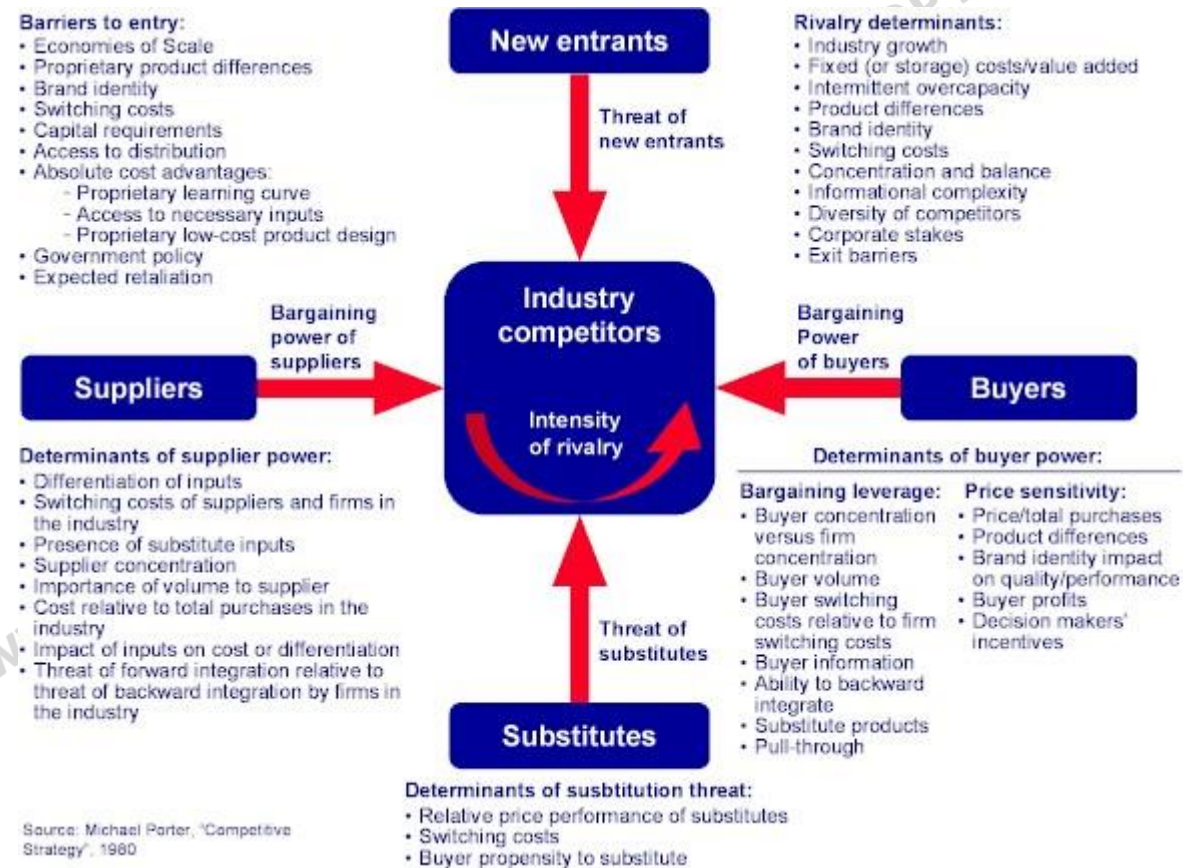 Barriers to entry:
• Economies of Scale
• Proprietary product differences
• Brand identity
• Switching costs
• Capital requirements
• Access to distribution
• Absolute cost advantages:
- Proprietary learning curve
- Access to necessary inputs
- Proprietary low-cost product design
• Government policy
• Expected retaliation
New entrants
Threat of
new entrants
Rivalry determinants:
• Industry growth
• Fixed (or storage) costs/value added
• Intermittent overcapacity
• Product differences
• Brand identity
• Switching costs
• Concentration and balance
• Informational complexity
• Diversity of competitors
• Corporate stakes
• Exit barriers
Suppliers
Bargaining
power of
suppliers
Industry
competitors
Intensity
of rivalry
Bargaining
Power
of buyers
Buyers
Determinants of supplier power:
• Differentiation of inputs
• Switching costs of suppliers and firms in
the industry
• Presence of substitute inputs
• Supplier concentration
• Importance of volume to supplier
• Cost relative to total purchases in the
industry
• Impact of inputs on cost or differentiation
• Threat of forward integration relative to
threat of backward integration by firms in
the industry
Threat of
substitutes
Substitutes
Determinants of buyer power:
Bargaining leverage:
• Buyer concentration
versus firm
concentration
• Buyer volume
• Buyer switching
costs relative to firm
switching costs
• Buyer information
• Ability to backward
integrate
• Substitute products
• Pull-through
Price sensitivity:
• Price/total purchases
• Product differences
• Brand identity impact
on quality/performance
• Buyer profits
• Decision makers'
incentives
Determinants of susbtitution threat:
• Relative price performance of substitutes
• Switching costs
• Buyer propensity to substitute
Source: Michael Porter, "Competitive
Strategy", 1980